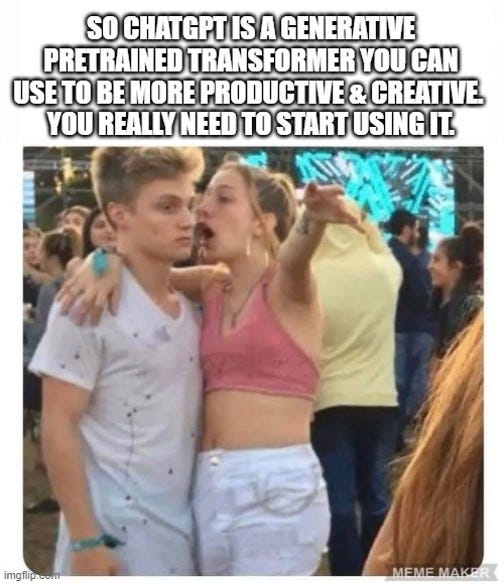 SO CHATGPT IS A GENERATIVE
PRETRAINED TRANSFORMER YOU CAN
USE TO BE MORE PRODUCTIVE & CREATIVE.
YOU REALLY NEED TO START USING IT.
imgflip.com
MEME MAKER